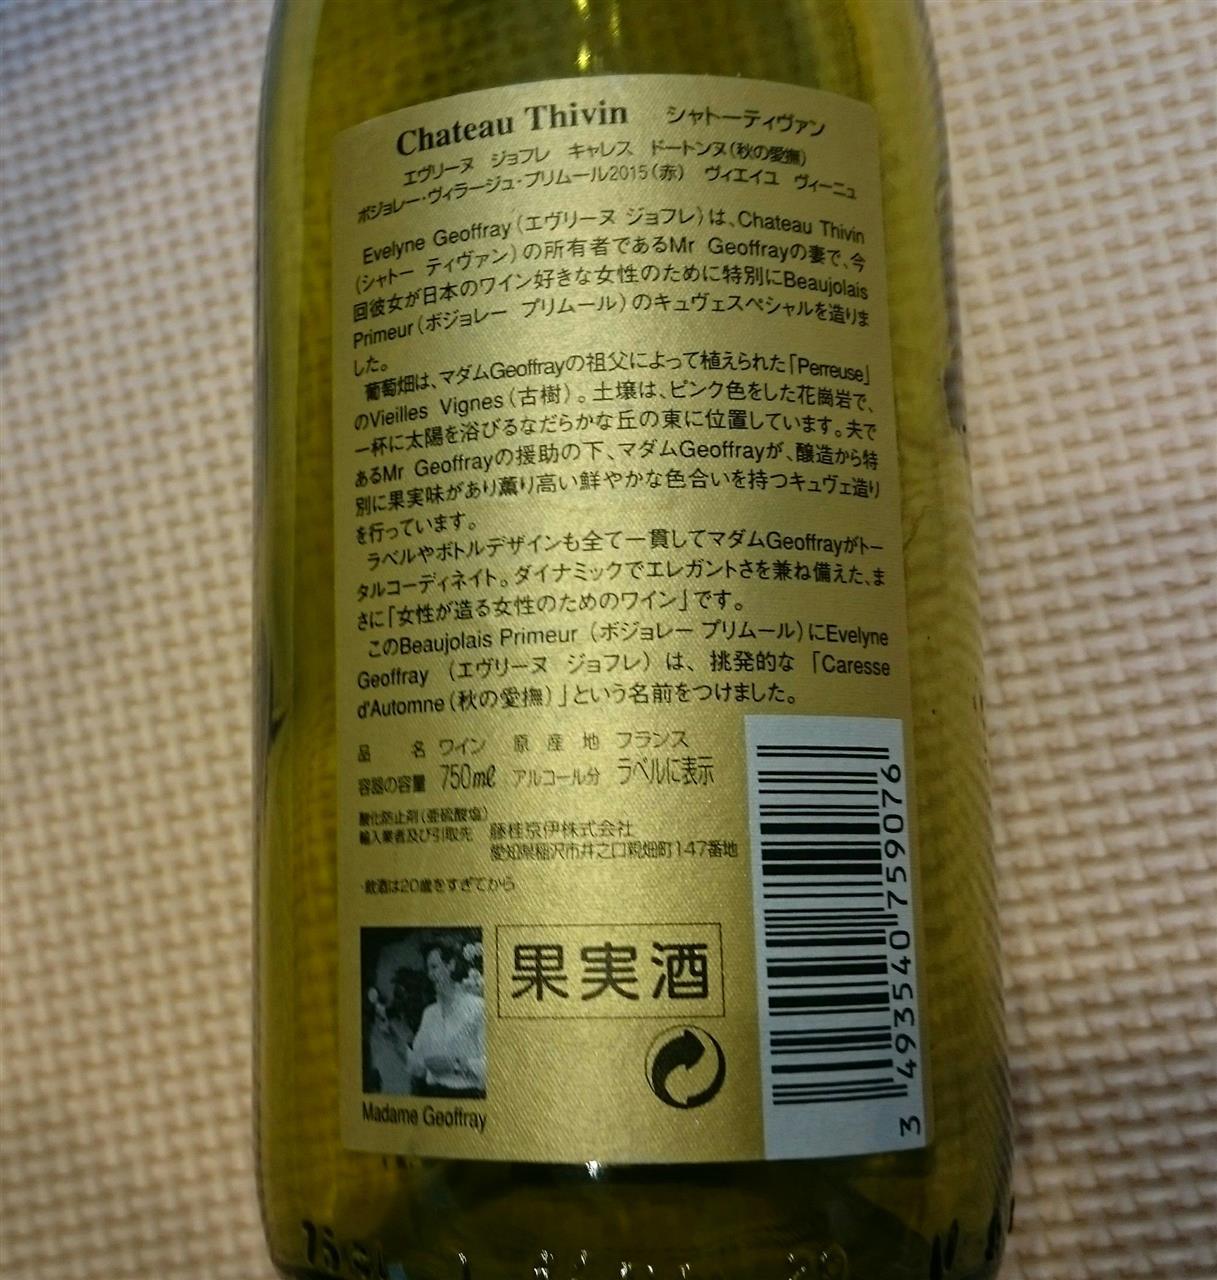 Chateau Thivin シャトーティヴァン
エヴリーヌ ジョフレ キャレス ドートンヌ(秋の愛撫)
ボジョレー・ヴィラージュ・プリムール2015(赤) ヴィエイユ ヴィーニュ
Evelyne Geoffray(エヴリーヌ ジョフレ)は、Chateau Thivin
(シャトー ティヴァン)の所有者であるMr Geoffrayの妻で、今
回彼女が日本のワイン好きな女性のために特別にBeaujolais
Primeur(ボジョレー プリムール)のキュヴェスペシャルを造りま
した。
葡萄畑は、マダムGeoffrayの祖父によって植えられた「Perreuse」
のVieilles Vignes(古樹)。土壌は、ピンク色をした花崗岩で、
一杯に太陽を浴びるなだらかな丘の東に位置しています。夫で
あるMr Geoffrayの援助の下、マダムGeoffrayが、醸造から特
別に果実味があり薫り高い鮮やかな色合いを持つキュヴェ造り
を行っています。
ラベルやボトルデザインも全て一貫してマダムGeoffrayがトー
タルコーディネイト。ダイナミックでエレガントさを兼ね備えた、ま
さに「女性が造る女性のためのワイン」です。
このBeaujolais Primeur (ボジョレー プリムール)にEvelyne
Geoffray (エヴリーヌ ジョフレ) は、挑発的な 「Caresse
d'Automne(秋の愛撫)」という名前をつけました。
品名 ワイン 原産地 フランス
容器の容量 750ml アルコール分 ラベルに表示
酸化防止剤(亜硫酸塩)
輸入業者及び引取先 藤桂京伊株式会社
愛知県稲沢市井之口親畑町147番地
・飲酒は20歳をすぎてから
果実酒
Madame Geoffray
3 493540 759076